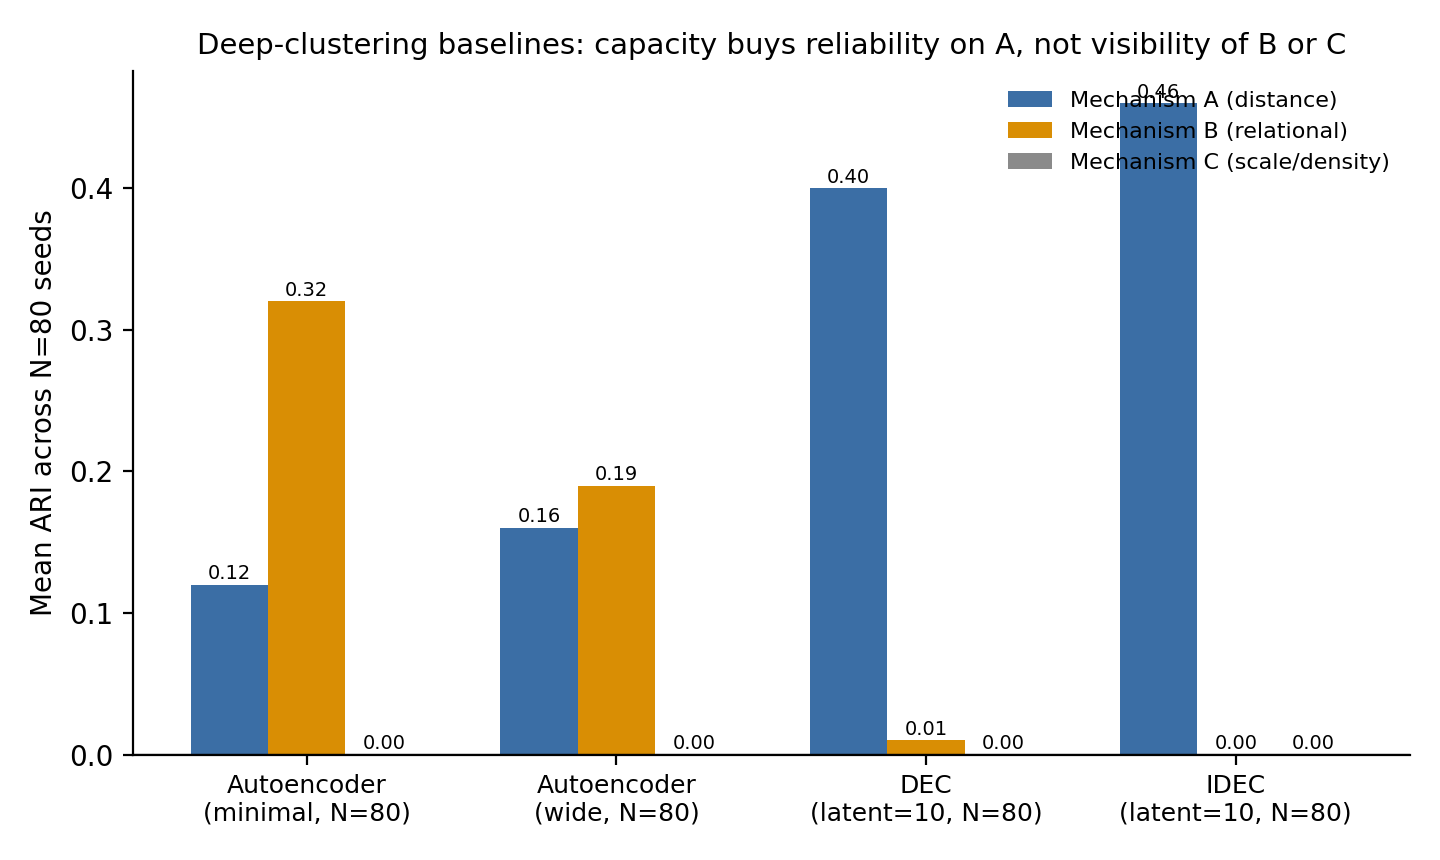 Deep-clustering baselines: capacity buys reliability on A, not visibility of B or C
Mechanism A (distance)
Mechanism B (relational)
Mechanism C (scale/density)
Mean ARI across N=80 seeds
0.4
0.3
0.2
0.1
0.0
0.12
0.32
0.00
0.16
0.19
0.00
0.40
0.01
0.00
0.46
0.00
0.00
Autoencoder
(minimal, N=80)
Autoencoder
(wide, N=80)
DEC
(latent=10, N=80)
IDEC
(latent=10, N=80)